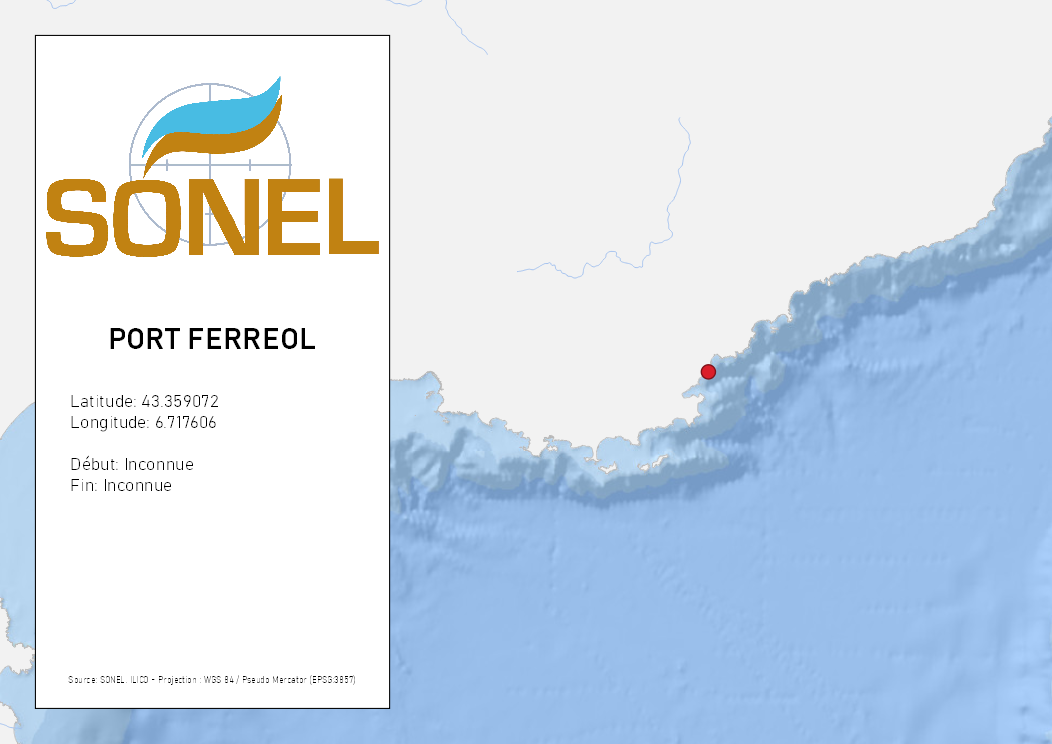 SONEL
PORT FERREOL
Latitude: 43.359072
Longitude: 6.717606
Début: Inconnue
Fin: Inconnue
Source: SONEL, ILICO - Projection : WGS 84 / Pseudo Mercator (EPSG:3857)